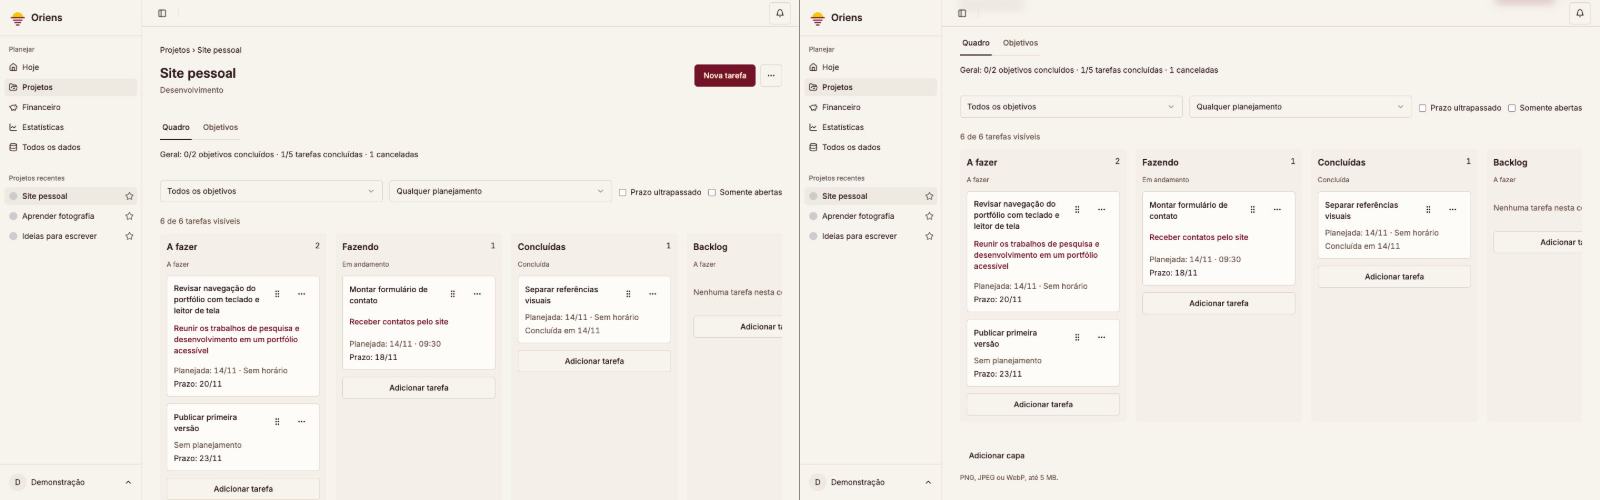 Oriens
Planejar
Hoje
Projetos
Financeiro
Estatísticas
Todos os dados
Projetos recentes
Site pessoal
Aprender fotografia
Ideias para escrever
D Demonstração
Projetos › Site pessoal
Site pessoal
Desenvolvimento
Nova tarefa
Quadro Objetivos
Geral: 0/2 objetivos concluídos · 1/5 tarefas concluídas · 1 canceladas
Todos os objetivos Qualquer planejamento Prazo ultrapassado Somente abertas
6 de 6 tarefas visíveis
A fazer 2
A fazer
Revisar navegação do
portfólio com teclado e
leitor de tela
Reunir os trabalhos de pesquisa e
desenvolvimento em um portfólio
acessível
Planejada: 14/11 · Sem horário
Prazo: 20/11
Publicar primeira
versão
Sem planejamento
Prazo: 23/11
Adicionar tarefa
Fazendo 1
Em andamento
Montar formulário de
contato
Receber contatos pelo site
Planejada: 14/11 · 09:30
Prazo: 18/11
Adicionar tarefa
Concluídas 1
Concluída
Separar referências
visuais
Planejada: 14/11 · Sem horário
Concluída em 14/11
Adicionar tarefa
Backlog
A fazer
Nenhuma tarefa nesta c
Adicionar t
Oriens
Planejar
Hoje
Projetos
Financeiro
Estatísticas
Todos os dados
Projetos recentes
Site pessoal
Aprender fotografia
Ideias para escrever
D Demonstração
Quadro Objetivos
Geral: 0/2 objetivos concluídos · 1/5 tarefas concluídas · 1 canceladas
Todos os objetivos Qualquer planejamento Prazo ultrapassado Somente abertas
6 de 6 tarefas visíveis
A fazer 2
A fazer
Revisar navegação do
portfólio com teclado e
leitor de tela
Reunir os trabalhos de pesquisa e
desenvolvimento em um portfólio
acessível
Planejada: 14/11 · Sem horário
Prazo: 20/11
Publicar primeira
versão
Sem planejamento
Prazo: 23/11
Adicionar tarefa
Fazendo 1
Em andamento
Montar formulário de
contato
Receber contatos pelo site
Planejada: 14/11 · 09:30
Prazo: 18/11
Adicionar tarefa
Concluídas 1
Concluída
Separar referências
visuais
Planejada: 14/11 · Sem horário
Concluída em 14/11
Adicionar tarefa
Backlog
A fazer
Nenhuma tarefa nesta c
Adicionar t
Adicionar capa
PNG, JPEG ou WebP, até 5 MB.